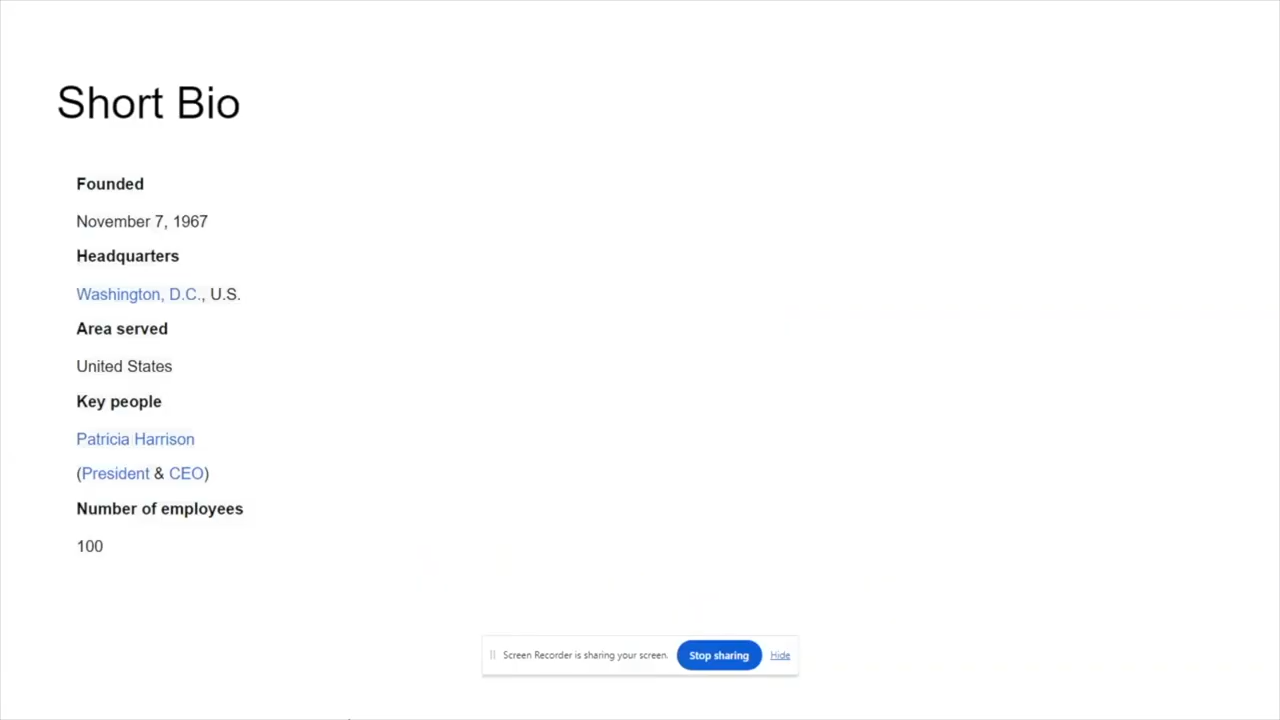 Short Bio
Founded
November 7, 1967
Headquarters
Washington, D.C., U.S.
Area served
United States
Key people
Patricia Harrison
(President & CEO)
Number of employees
100
Screen Recorder is sharing your screen.
Stop sharing
Hide